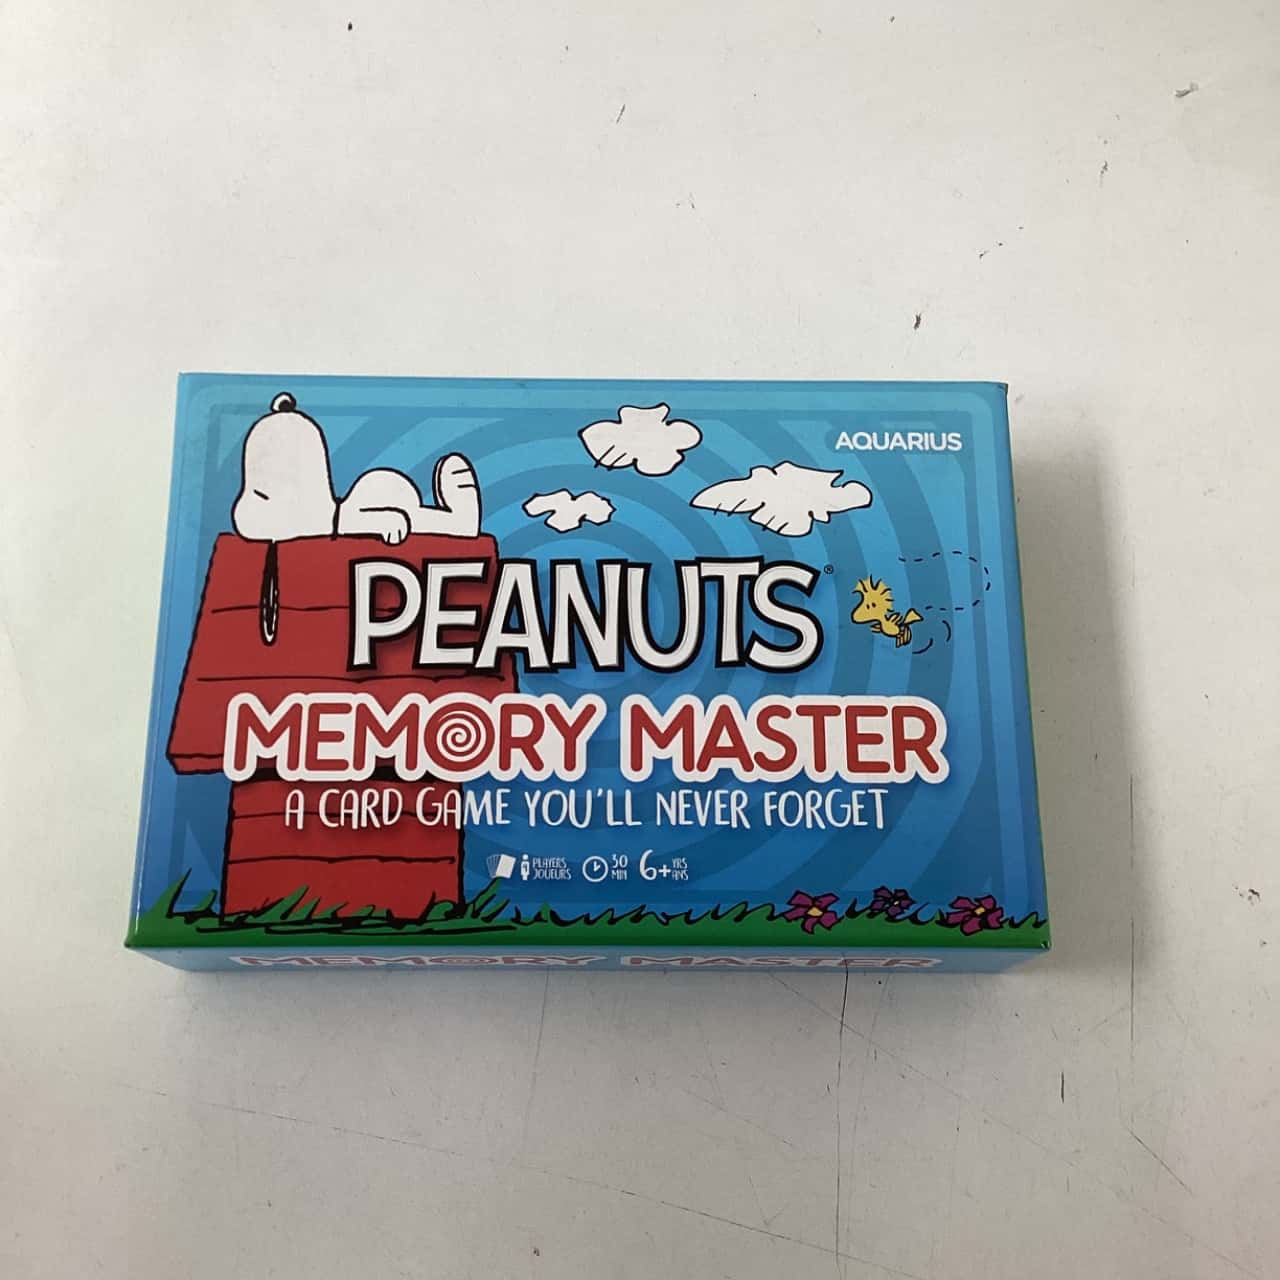 AQUARIUS
PEANUTS®
MEMORY MASTER
A CARD GAME YOU'LL NEVER FORGET
PLAYERS 30 6+ YRS
JOUEURS MIN ANS
MEMORY MASTER